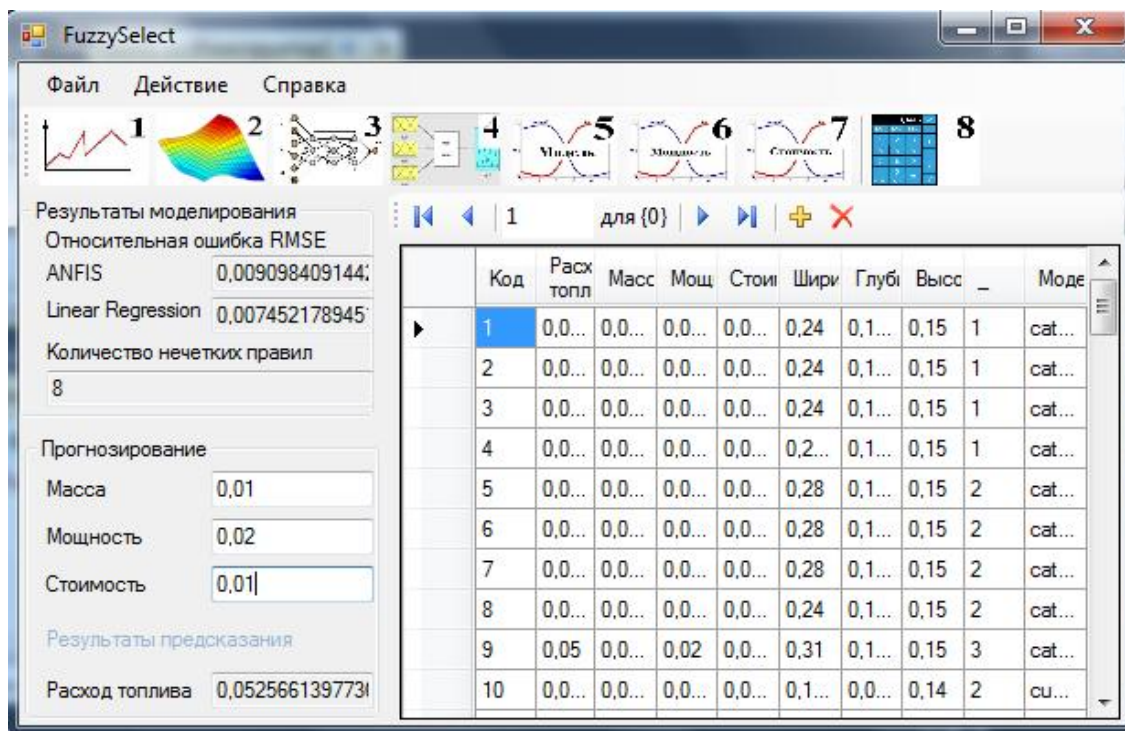 FuzzySelect
Файл Действие Справка
1 2 3 4 5 6 7 8
Модель Мощность Стоимость
Результаты моделирования
Относительная ошибка RMSE
ANFIS 0,009098409144
Linear Regression 0,007452178945
Количество нечетких правил
8
Прогнозирование
Масса 0,01
Мощность 0,02
Стоимость 0,01
Результаты предсказания
Расход топлива 0,052566139773
1 для {0}
Код Расх топл Масс Мощ Стои Шири Глуби Высс _ Моде
1 0,0... 0,0... 0,0... 0,0... 0,24 0,1... 0,15 1 cat...
2 0,0... 0,0... 0,0... 0,0... 0,24 0,1... 0,15 1 cat...
3 0,0... 0,0... 0,0... 0,0... 0,24 0,1... 0,15 1 cat...
4 0,0... 0,0... 0,0... 0,0... 0,2... 0,1... 0,15 1 cat...
5 0,0... 0,0... 0,0... 0,0... 0,28 0,1... 0,15 2 cat...
6 0,0... 0,0... 0,0... 0,0... 0,28 0,1... 0,15 2 cat...
7 0,0... 0,0... 0,0... 0,0... 0,28 0,1... 0,15 2 cat...
8 0,0... 0,0... 0,0... 0,0... 0,24 0,1... 0,15 2 cat...
9 0,05 0,0... 0,02 0,0... 0,31 0,1... 0,15 3 cat...
10 0,0... 0,0... 0,0... 0,0... 0,1... 0,0... 0,14 2 cu...